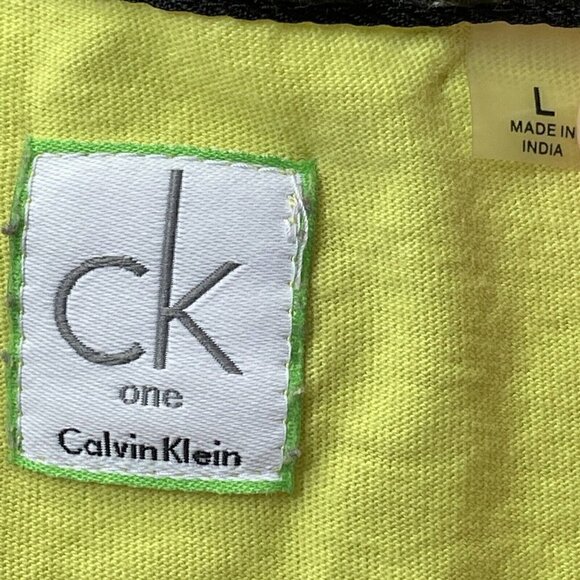 L
MADE IN
INDIA
ck
one
Calvin Klein